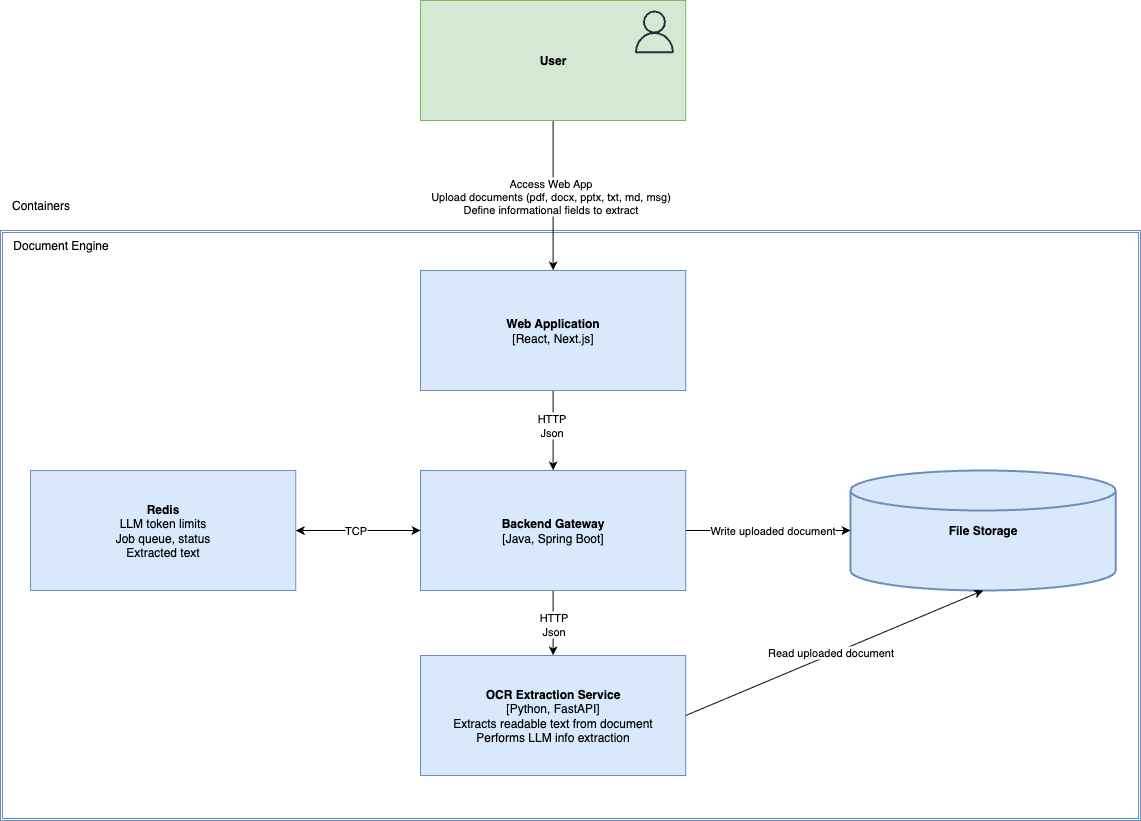 User
Access Web App
Upload documents (pdf, docx, pptx, txt, md, msg)
Define informational fields to extract
Containers
Document Engine
Web Application
[React, Next.js]
HTTP
Json
Redis
LLM token limits
Job queue, status
Extracted text
TCP
Backend Gateway
[Java, Spring Boot]
Write uploaded document
File Storage
HTTP
Json
Read uploaded document
OCR Extraction Service
[Python, FastAPI]
Extracts readable text from document
Performs LLM info extraction